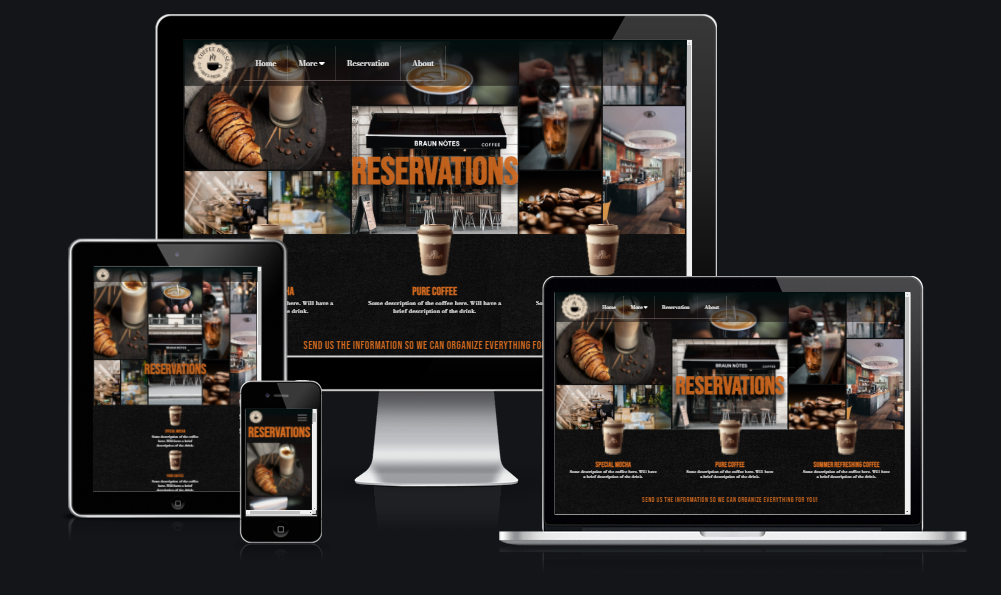 COFFEE HOUSE
Home
More
Reservation
About
BRAUN NOTES
COFFEE
RESERVATIONS
HA
PURE COFFEE
here. Will have a
e drink.
Some description of the coffee here. Will have a
brief description of the drink.
So
SEND US THE INFORMATION SO WE CAN ORGANIZE EVERYTHING FO
RESERVATIONS
SPECIAL MOCHA
Some description of the coffee
here. Will have a brief
description of the drink.
PURE COFFEE
Some description of the coffee
here. Will have a brief
description of the drink.
RESERVATIONS
Home
More
Reservation
About
BRAUN NOTES
COFFEE
RESERVATIONS
SPECIAL MOCHA
Some description of the coffee here. Will have
a brief description of the drink.
PURE COFFEE
Some description of the coffee here. Will have
a brief description of the drink.
SUMMER REFRESHING COFFEE
Some description of the coffee here. Will have
a brief description of the drink.
SEND US THE INFORMATION SO WE CAN ORGANIZE EVERYTHING FOR YOU!